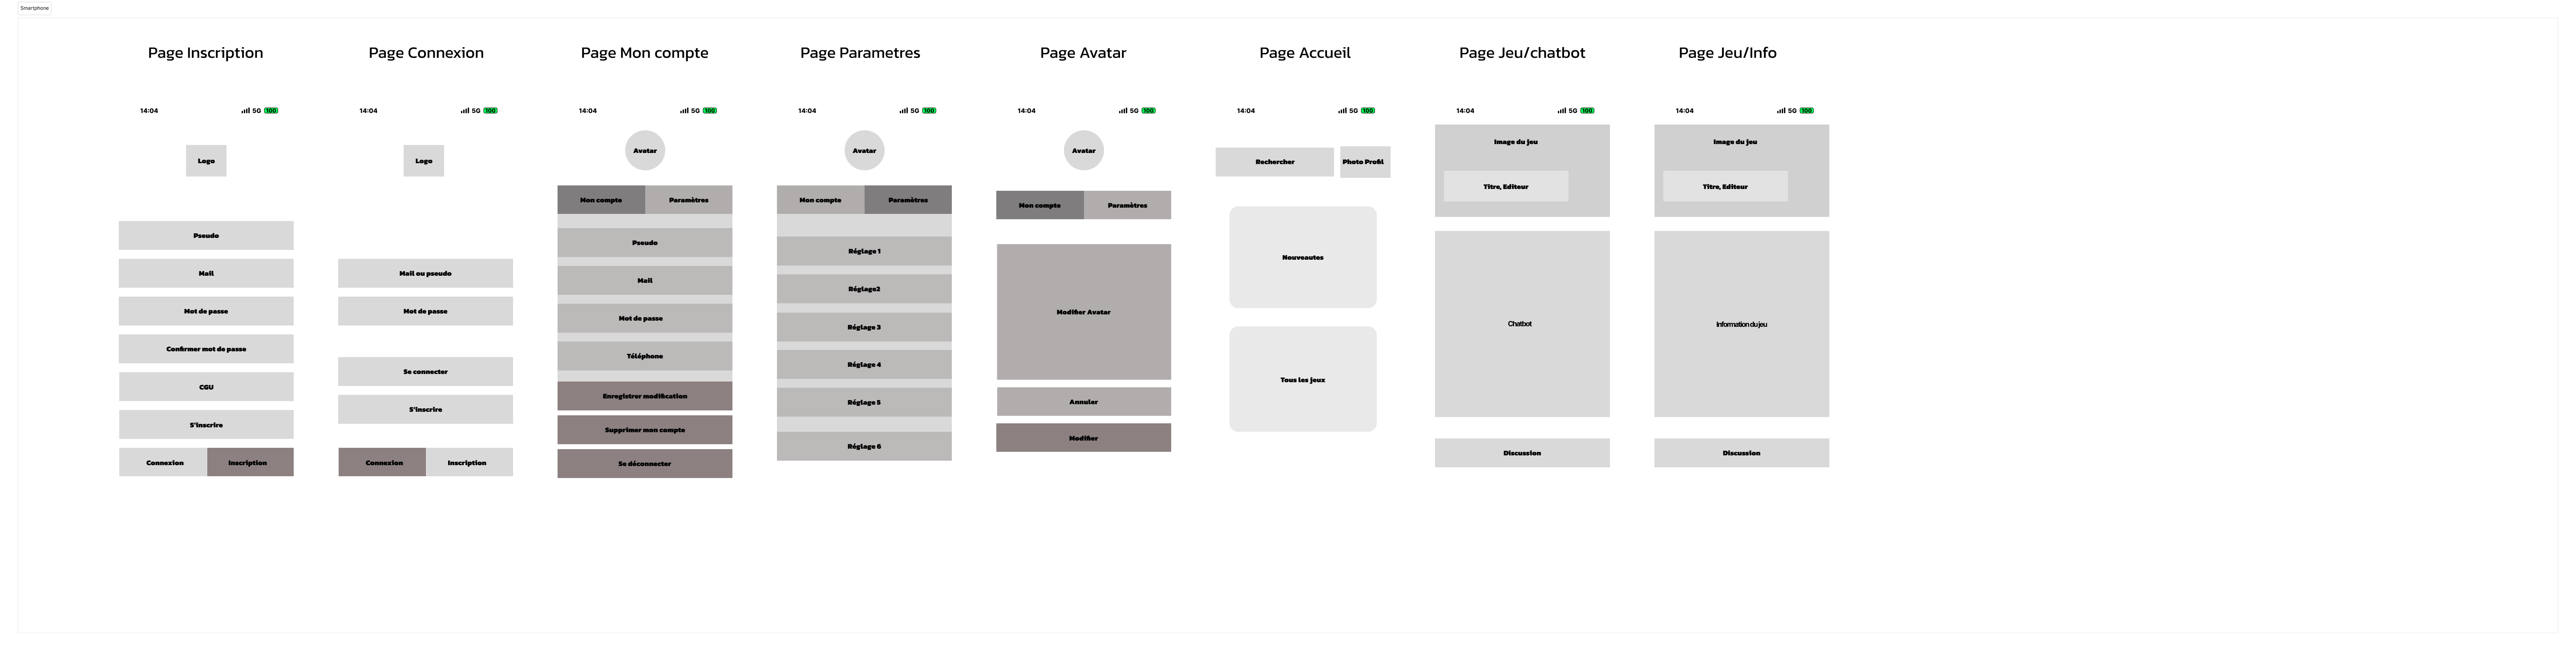 Smartphone
Page Inscription
14:04
5G
100
Logo
Pseudo
Mail
Mot de passe
Confirmer mot de passe
CGU
S'inscrire
Connexion
Inscription
Page Connexion
14:04
5G
100
Logo
Mail ou pseudo
Mot de passe
Se connecter
S'inscrire
Connexion
Inscription
Page Mon compte
14:04
5G
100
Avatar
Mon compte
Paramètres
Pseudo
Mail
Mot de passe
Téléphone
Enregistrer modification
Supprimer mon compte
Se déconnecter
Page Parametres
14:04
5G
100
Avatar
Mon compte
Paramètres
Réglage 1
Réglage2
Réglage 3
Réglage 4
Réglage 5
Réglage 6
Page Avatar
14:04
5G
100
Avatar
Mon compte
Paramètres
Modifier Avatar
Annuler
Modifier
Page Accueil
14:04
5G
100
Rechercher
Photo Profil
Nouveautes
Tous les jeux
Page Jeu/chatbot
14:04
5G
100
Image du jeu
Titre, Editeur
Chatbot
Discussion
Page Jeu/Info
14:04
5G
100
Image du jeu
Titre, Editeur
Information du jeu
Discussion